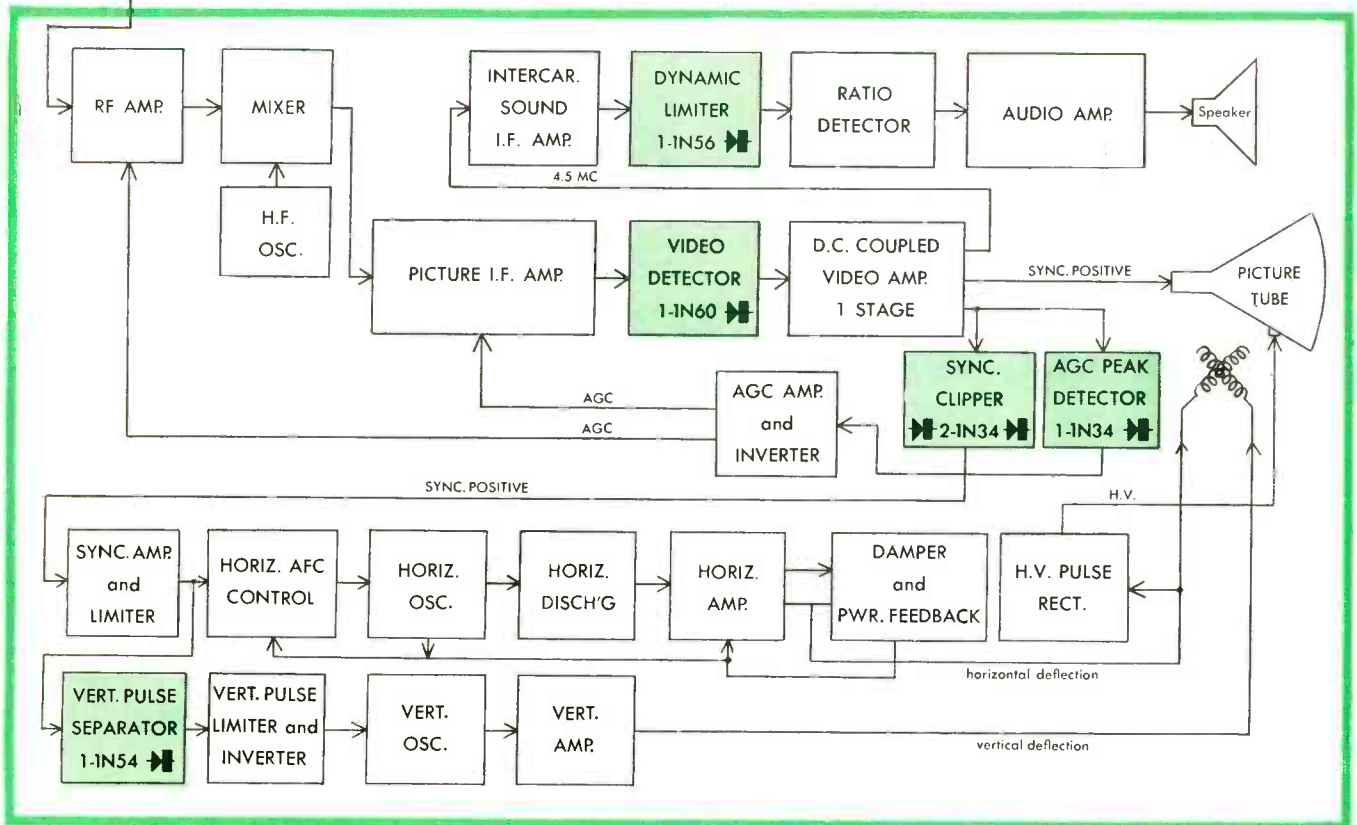 RF AMP.
MIXER
H.F.
OSC.
INTERCAR.
SOUND
I.F. AMP.
DYNAMIC
LIMITER
1-1N56
RATIO
DETECTOR
AUDIO AMP.
Speaker
4.5 MC
PICTURE I.F. AMP.
VIDEO
DETECTOR
1-1N60
D.C. COUPLED
VIDEO AMP.
1 STAGE
SYNC. POSITIVE
PICTURE
TUBE
SYNC.
CLIPPER
2-1N34
AGC PEAK
DETECTOR
1-1N34
AGC
AGC
AGC AMP.
and
INVERTER
SYNC. POSITIVE
H.V.
SYNC. AMP.
and
LIMITER
HORIZ. AFC
CONTROL
HORIZ.
OSC.
HORIZ.
DISCH'G
HORIZ.
AMP.
DAMPER
and
PWR. FEEDBACK
H.V. PULSE
RECT.
horizontal deflection
VERT. PULSE
SEPARATOR
1-1N54
VERT. PULSE
LIMITER and
INVERTER
VERT.
OSC.
VERT.
AMP.
vertical deflection